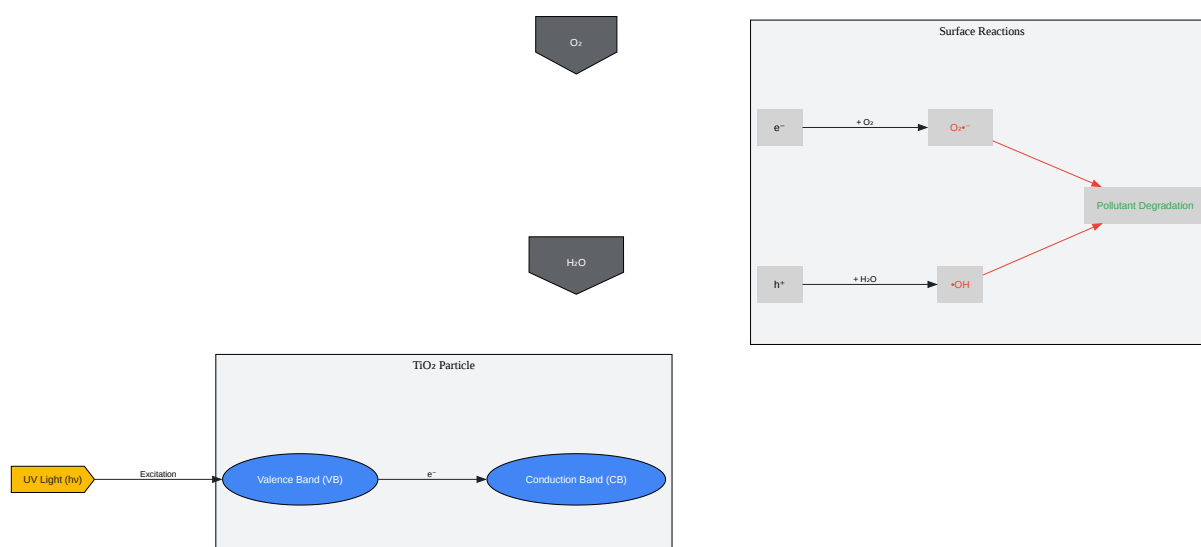 O₂
Surface Reactions
e⁻
+ O₂
O₂•⁻
Pollutant Degradation
H₂O
h⁺
+ H₂O
•OH
TiO₂ Particle
UV Light (hv)
Excitation
Valence Band (VB)
e⁻
Conduction Band (CB)